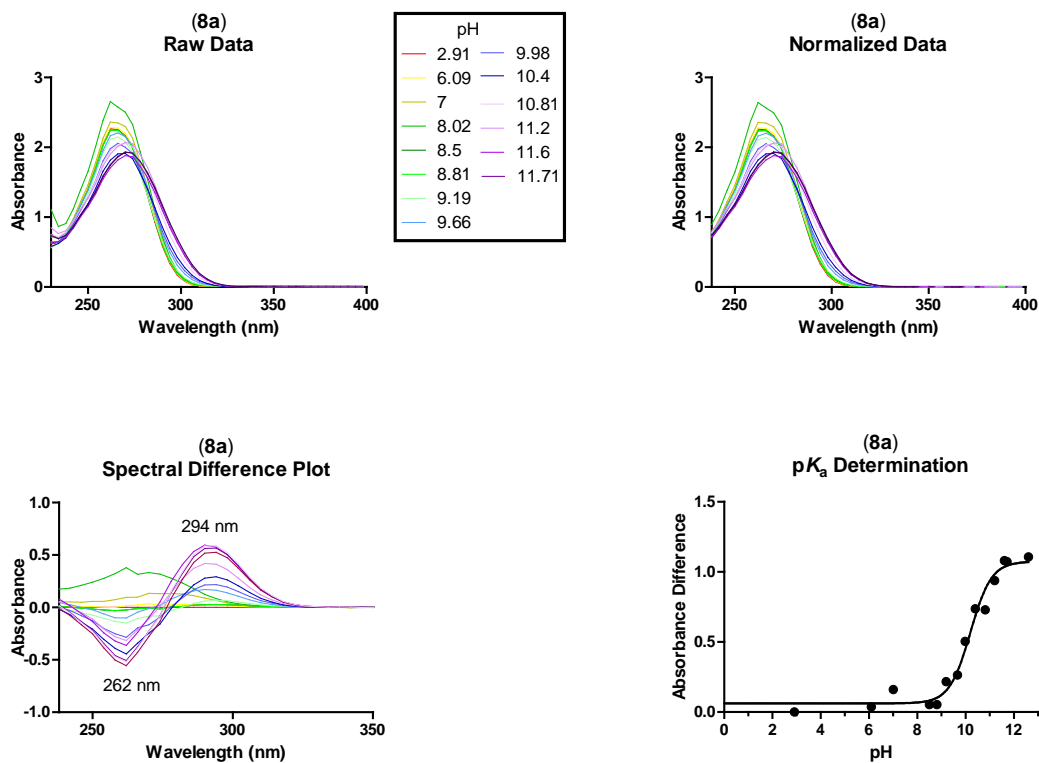 (8a)
Raw Data
Absorbance
3
2
1
0
250
300
350
400
Wavelength (nm)
pH
2.91
6.09
7
8.02
8.5
8.81
9.19
9.66
9.98
10.4
10.81
11.2
11.6
11.71
(8a)
Normalized Data
Absorbance
3
2
1
0
250
300
350
400
Wavelength (nm)
(8a)
Spectral Difference Plot
Absorbance
1.0
0.5
0.0
-0.5
-1.0
294 nm
262 nm
250
300
350
Wavelength (nm)
(8a)
pKa Determination
Absorbance Difference
1.5
1.0
0.5
0.0
0
2
4
6
8
10
12
pH